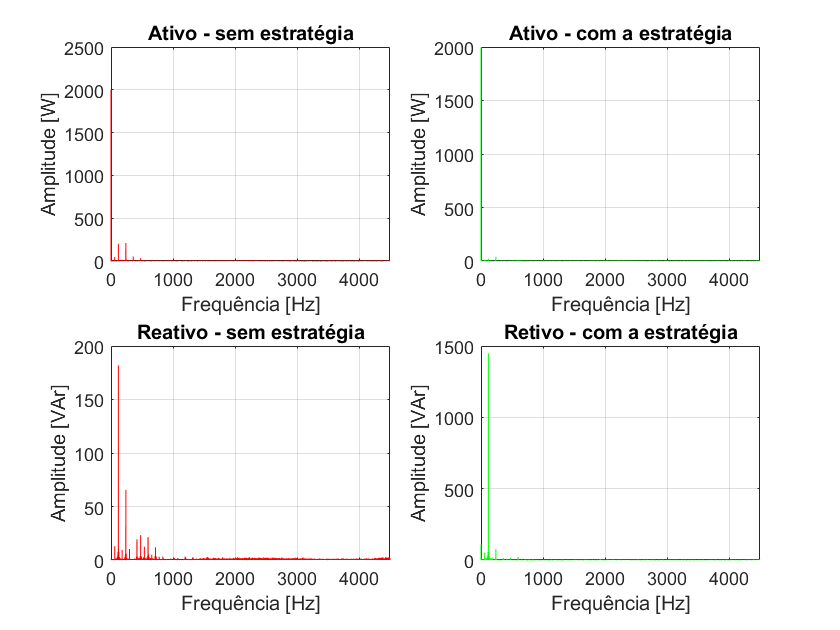 Ativo - sem estratégia
2500
2000
1500
1000
500
0
Amplitude [W]
0 1000 2000 3000 4000
Frequência [Hz]
Ativo - com a estratégia
2000
1500
1000
500
0
Amplitude [W]
0 1000 2000 3000 4000
Frequência [Hz]
Reativo - sem estratégia
200
150
100
50
0
Amplitude [VAr]
0 1000 2000 3000 4000
Frequência [Hz]
Retivo - com a estratégia
1500
1000
500
0
Amplitude [VAr]
0 1000 2000 3000 4000
Frequência [Hz]